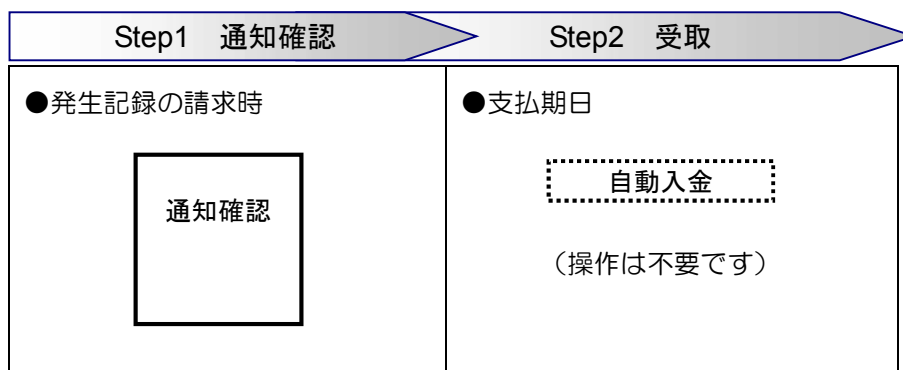 Step1 通知確認
Step2 受取
●発生記録の請求時
通知確認
●支払期日
自動入金
（操作は不要です）